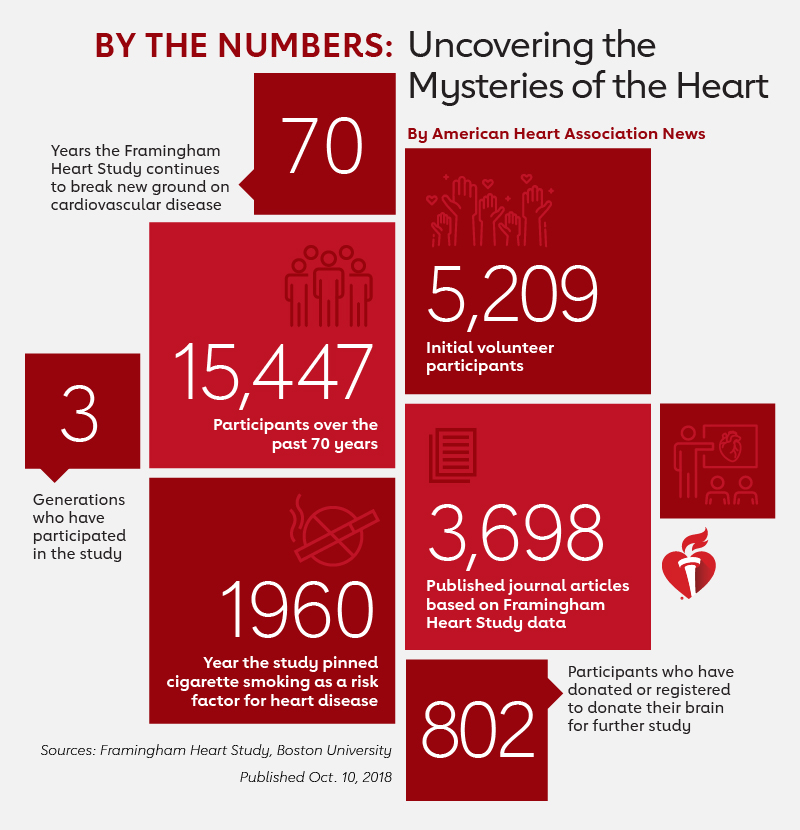 BY THE NUMBERS:
Uncovering the
Mysteries of the Heart
By American Heart Association News
70
Years the Framingham
Heart Study continues
to break new ground on
cardiovascular disease
5,209
Initial volunteer
participants
15,447
Participants over the
past 70 years
3
Generations
who have
participated
in the study
3,698
Published journal articles
based on Framingham
Heart Study data
1960
Year the study pinned
cigarette smoking as a risk
factor for heart disease
802
Participants who have
donated or registered
to donate their brain
for further study
Sources: Framingham Heart Study, Boston University
Published Oct. 10, 2018